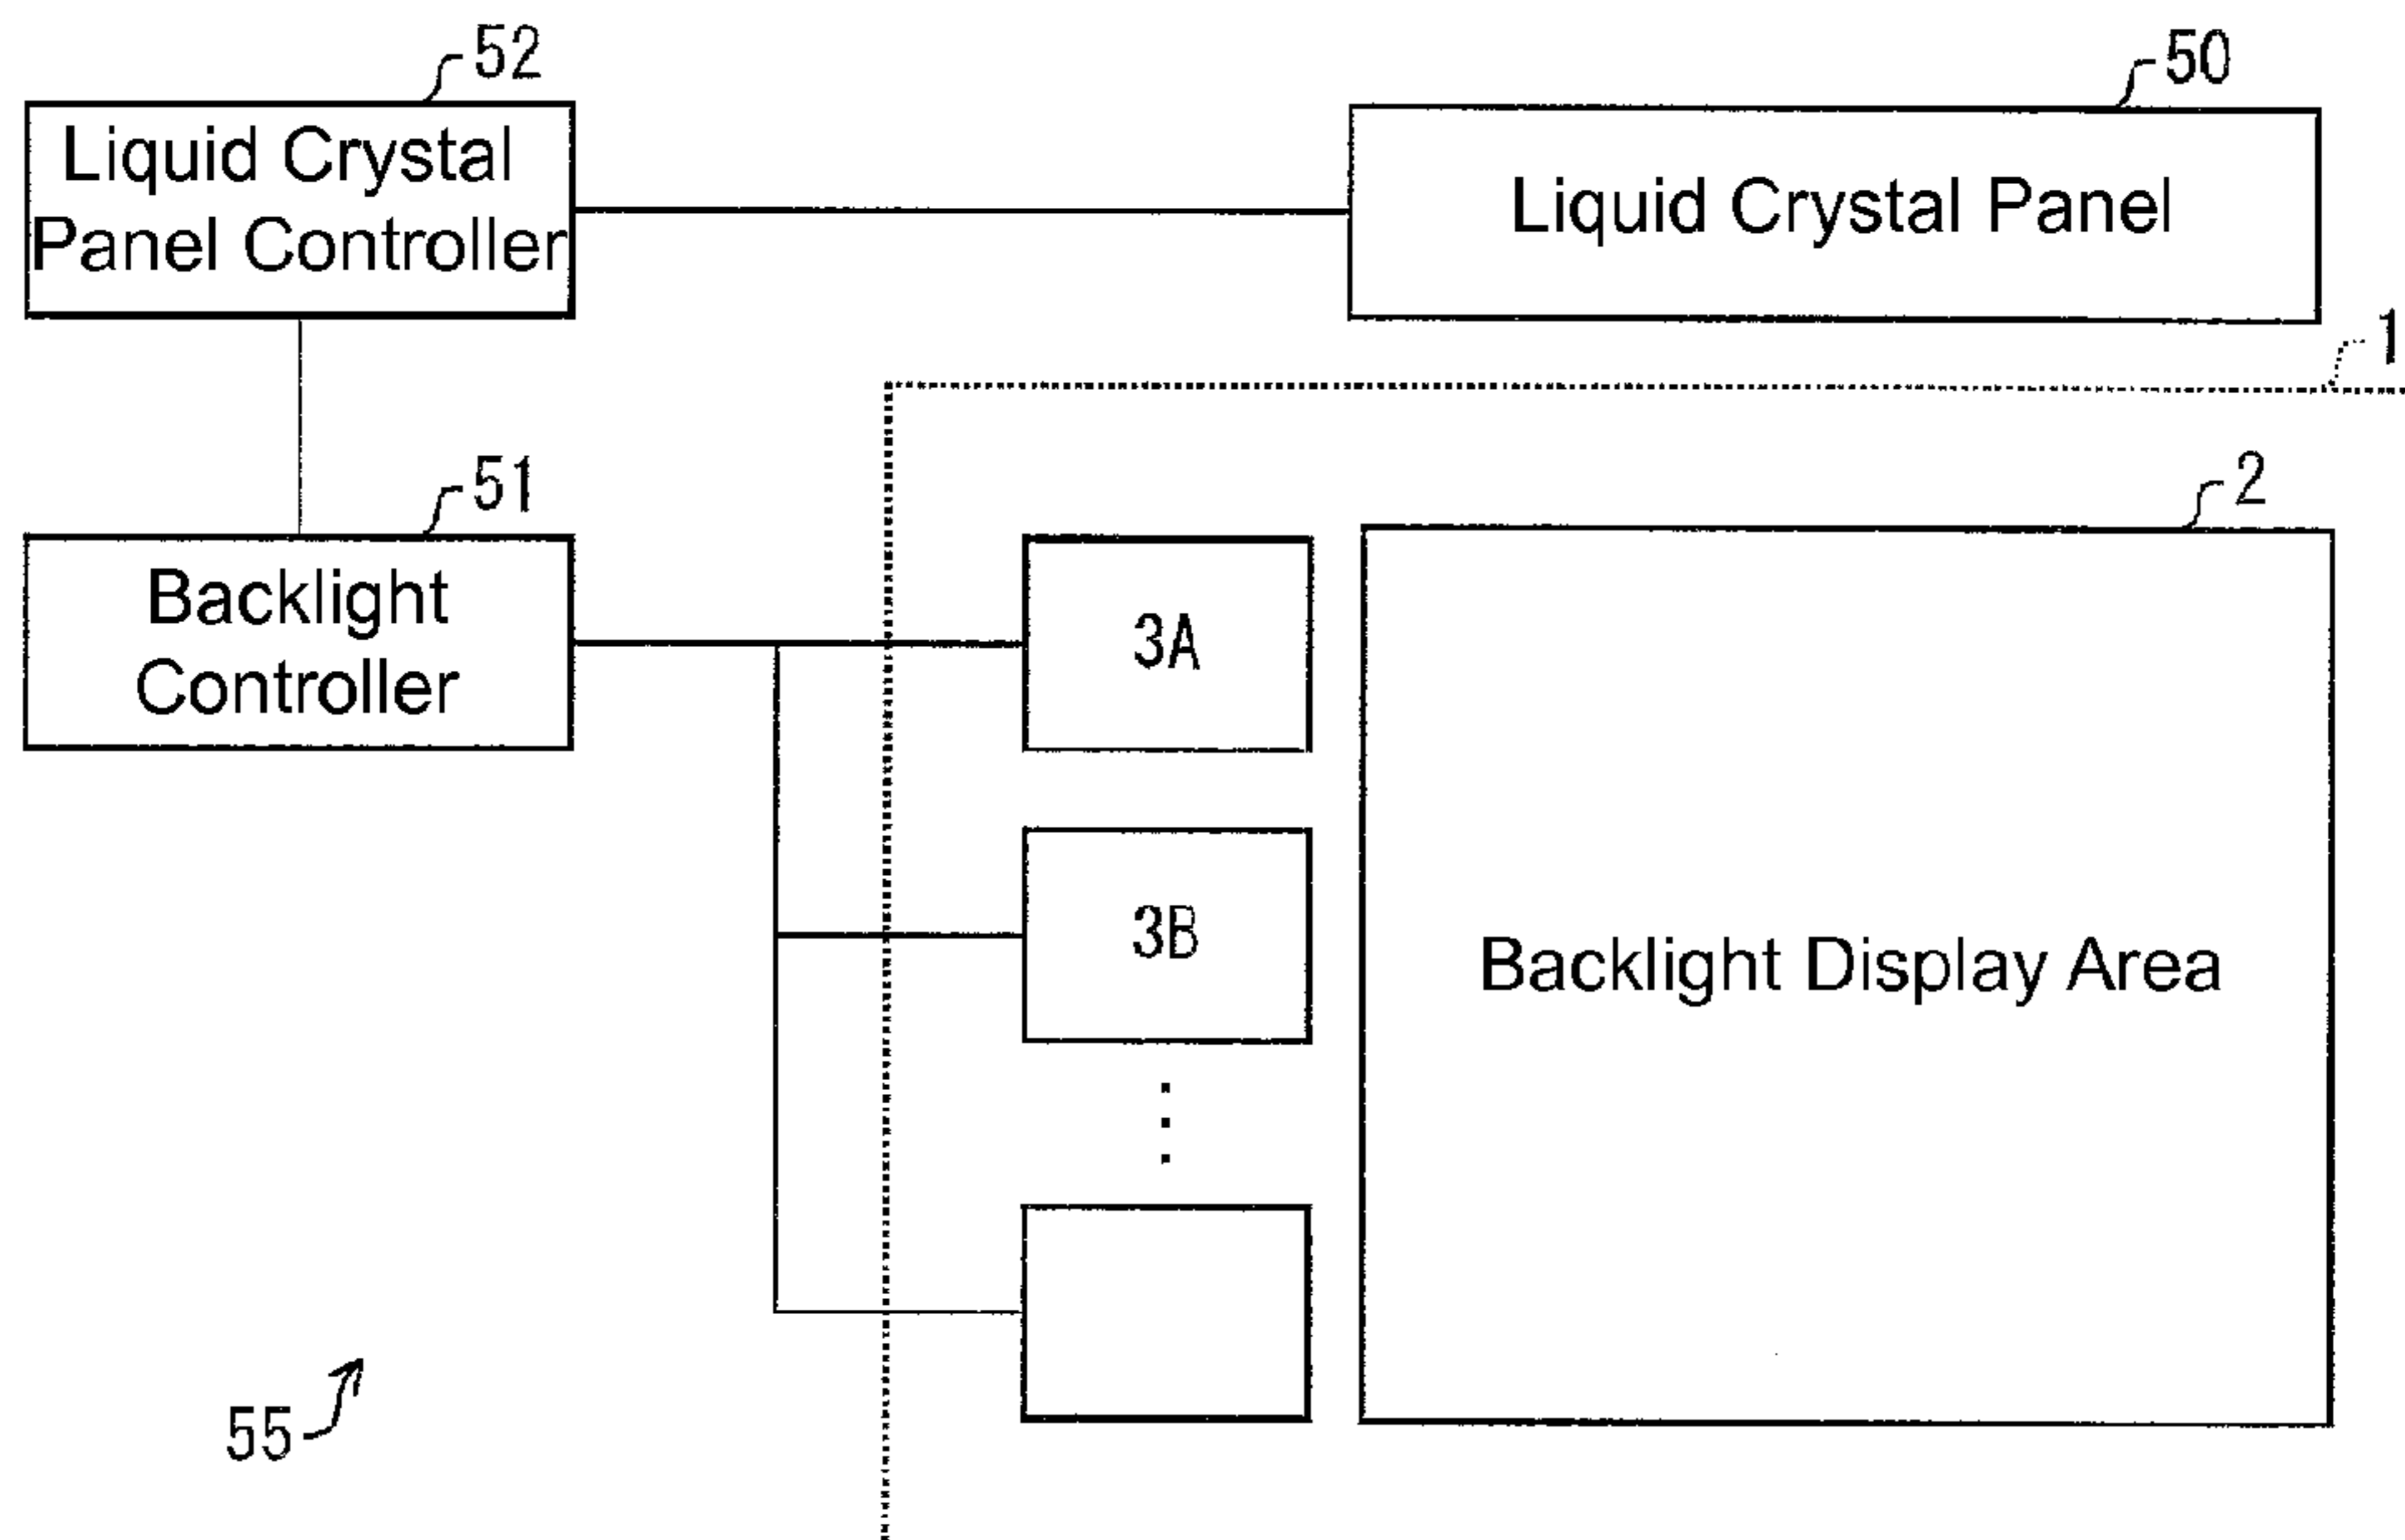 52
50
Liquid Crystal
Panel Controller
Liquid Crystal Panel
1
51
2
Backlight
Controller
3A
3B
Backlight Display Area
55